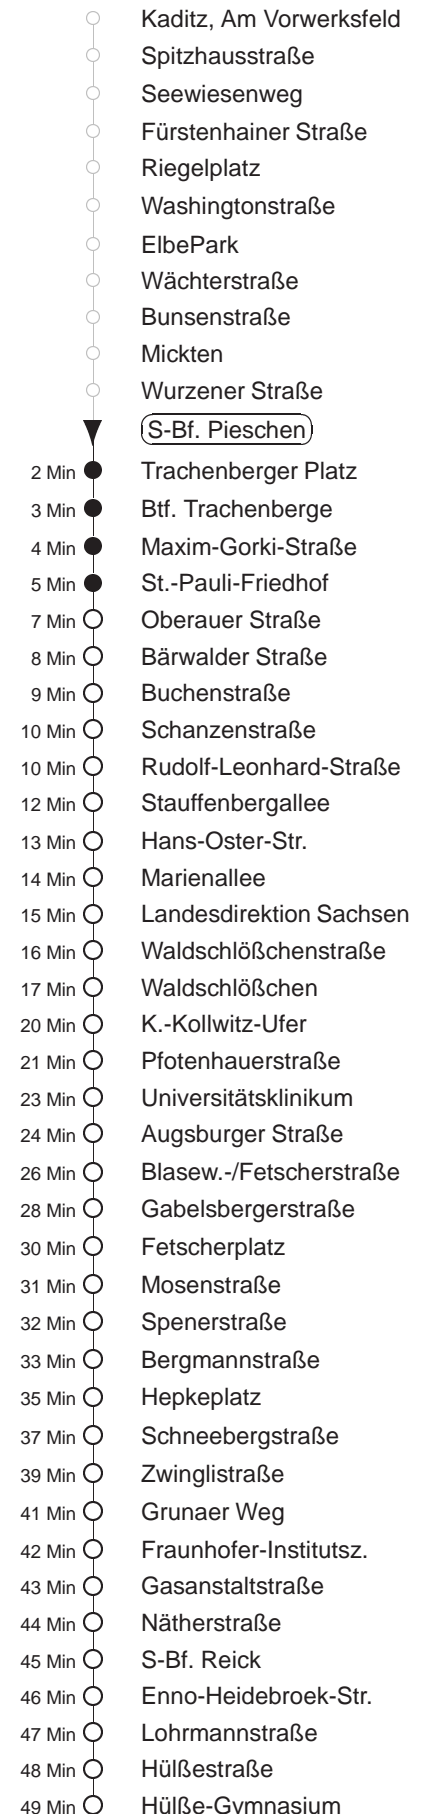 Kaditz, Am Vorwerksfeld
Spitzhausstraße
Seewiesenweg
Fürstenhainer Straße
Riegelplatz
Washingtonstraße
ElbePark
Wächterstraße
Bunsenstraße
Mickten
Wurzener Straße
S-Bf. Pieschen
2 Min Trachenberger Platz
3 Min Btf. Trachenberge
4 Min Maxim-Gorki-Straße
5 Min St.-Pauli-Friedhof
7 Min Oberauer Straße
8 Min Bärwalder Straße
9 Min Buchenstraße
10 Min Schanzenstraße
10 Min Rudolf-Leonhard-Straße
12 Min Stauffenbergallee
13 Min Hans-Oster-Str.
14 Min Marienallee
15 Min Landesdirektion Sachsen
16 Min Waldschlößchenstraße
17 Min Waldschlößchen
20 Min K.-Kollwitz-Ufer
21 Min Pfotenhauerstraße
23 Min Universitätsklinikum
24 Min Augsburger Straße
26 Min Blasew.-/Fetscherstraße
28 Min Gabelsbergerstraße
30 Min Fetscherplatz
31 Min Mosenstraße
32 Min Spenerstraße
33 Min Bergmannstraße
35 Min Hepkeplatz
37 Min Schneebergstraße
39 Min Zwinglistraße
41 Min Grunaer Weg
42 Min Fraunhofer-Institutsz.
43 Min Gasanstaltstraße
44 Min Nätherstraße
45 Min S-Bf. Reick
46 Min Enno-Heidebroek-Str.
47 Min Lohrmannstraße
48 Min Hülßestraße
49 Min Hülße-Gymnasium